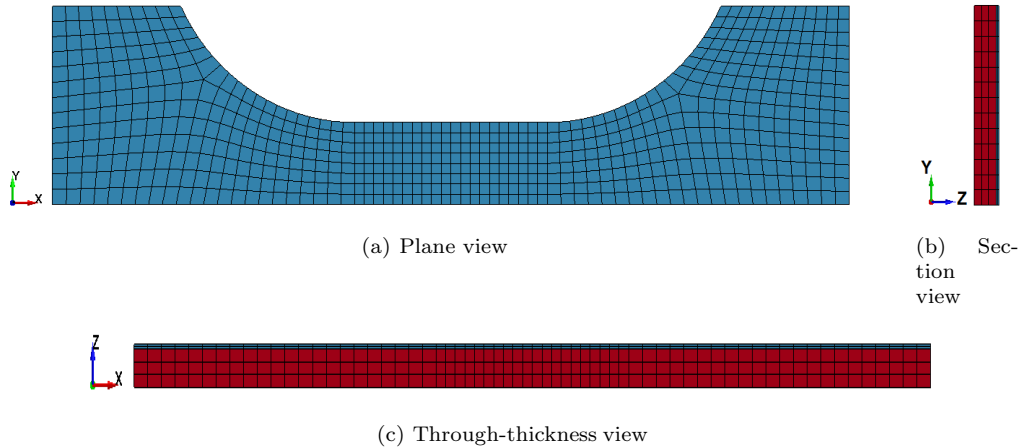 Y
X
(a) Plane view
Y
Z
(b) Sec-
tion
view
Z
X
(c) Through-thickness view